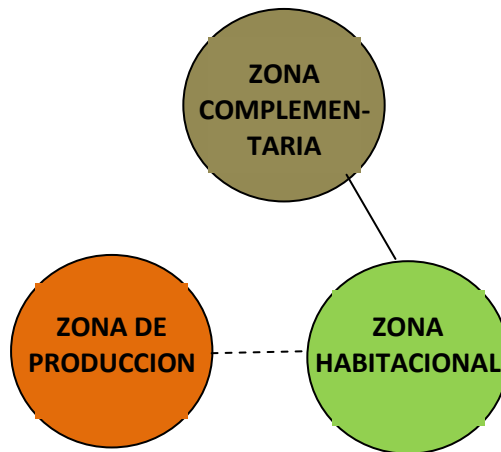 ZONA
COMPLEMEN-
TARIA
ZONA DE
PRODUCCION
ZONA
HABITACIONAL